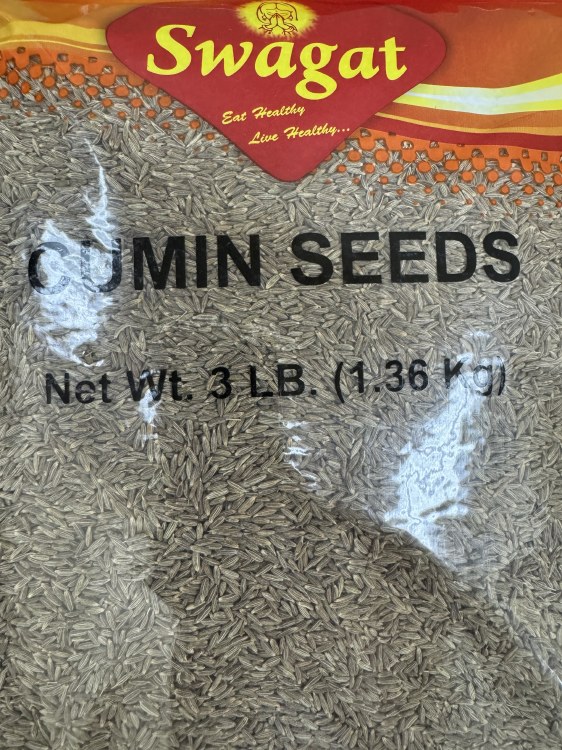 Swagat
Eat Healthy
Live Healthy...
CUMIN SEEDS
Net Wt. 3 LB. (1.36 Kg)